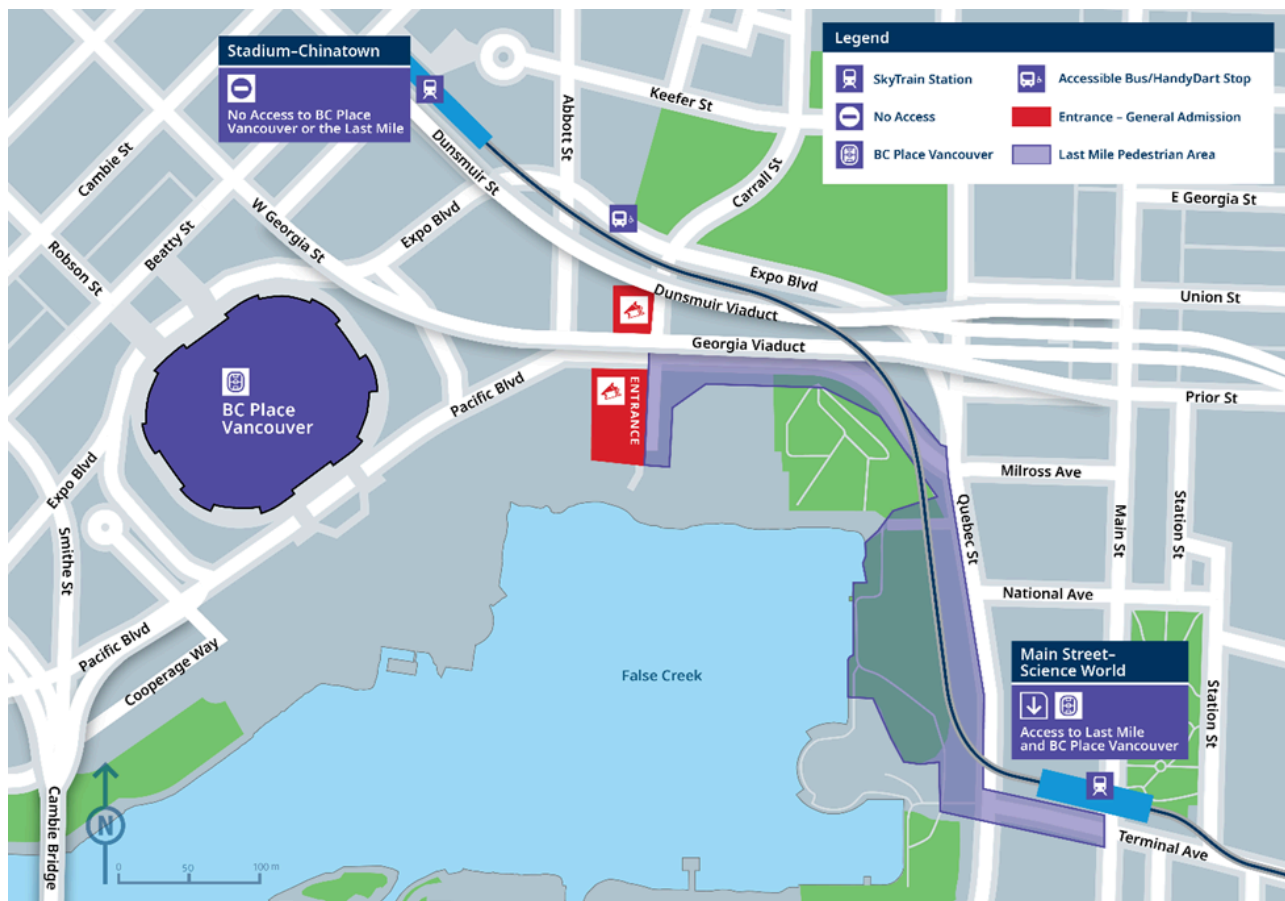 Stadium–Chinatown
No Access to BC Place
Vancouver or the Last Mile
Legend
SkyTrain Station
No Access
BC Place Vancouver
Accessible Bus/HandyDart Stop
Entrance – General Admission
Last Mile Pedestrian Area
Keefer St
Abbott St
Carrall St
Cambie St
Dunsmuir St
E Georgia St
Beatty St
W Georgia St
Expo Blvd
Robson St
Expo Blvd
Dunsmuir Viaduct
Union St
Georgia Viaduct
Pacific Blvd
ENTRANCE
Prior St
BC Place
Vancouver
Expo Blvd
Milross Ave
Smithe St
Quebec St
Main St
Station St
National Ave
Pacific Blvd
Cooperage Way
False Creek
Main Street–
Science World
Access to Last Mile
and BC Place Vancouver
Station St
Cambie Bridge
N
0 50 100 m
Terminal Ave